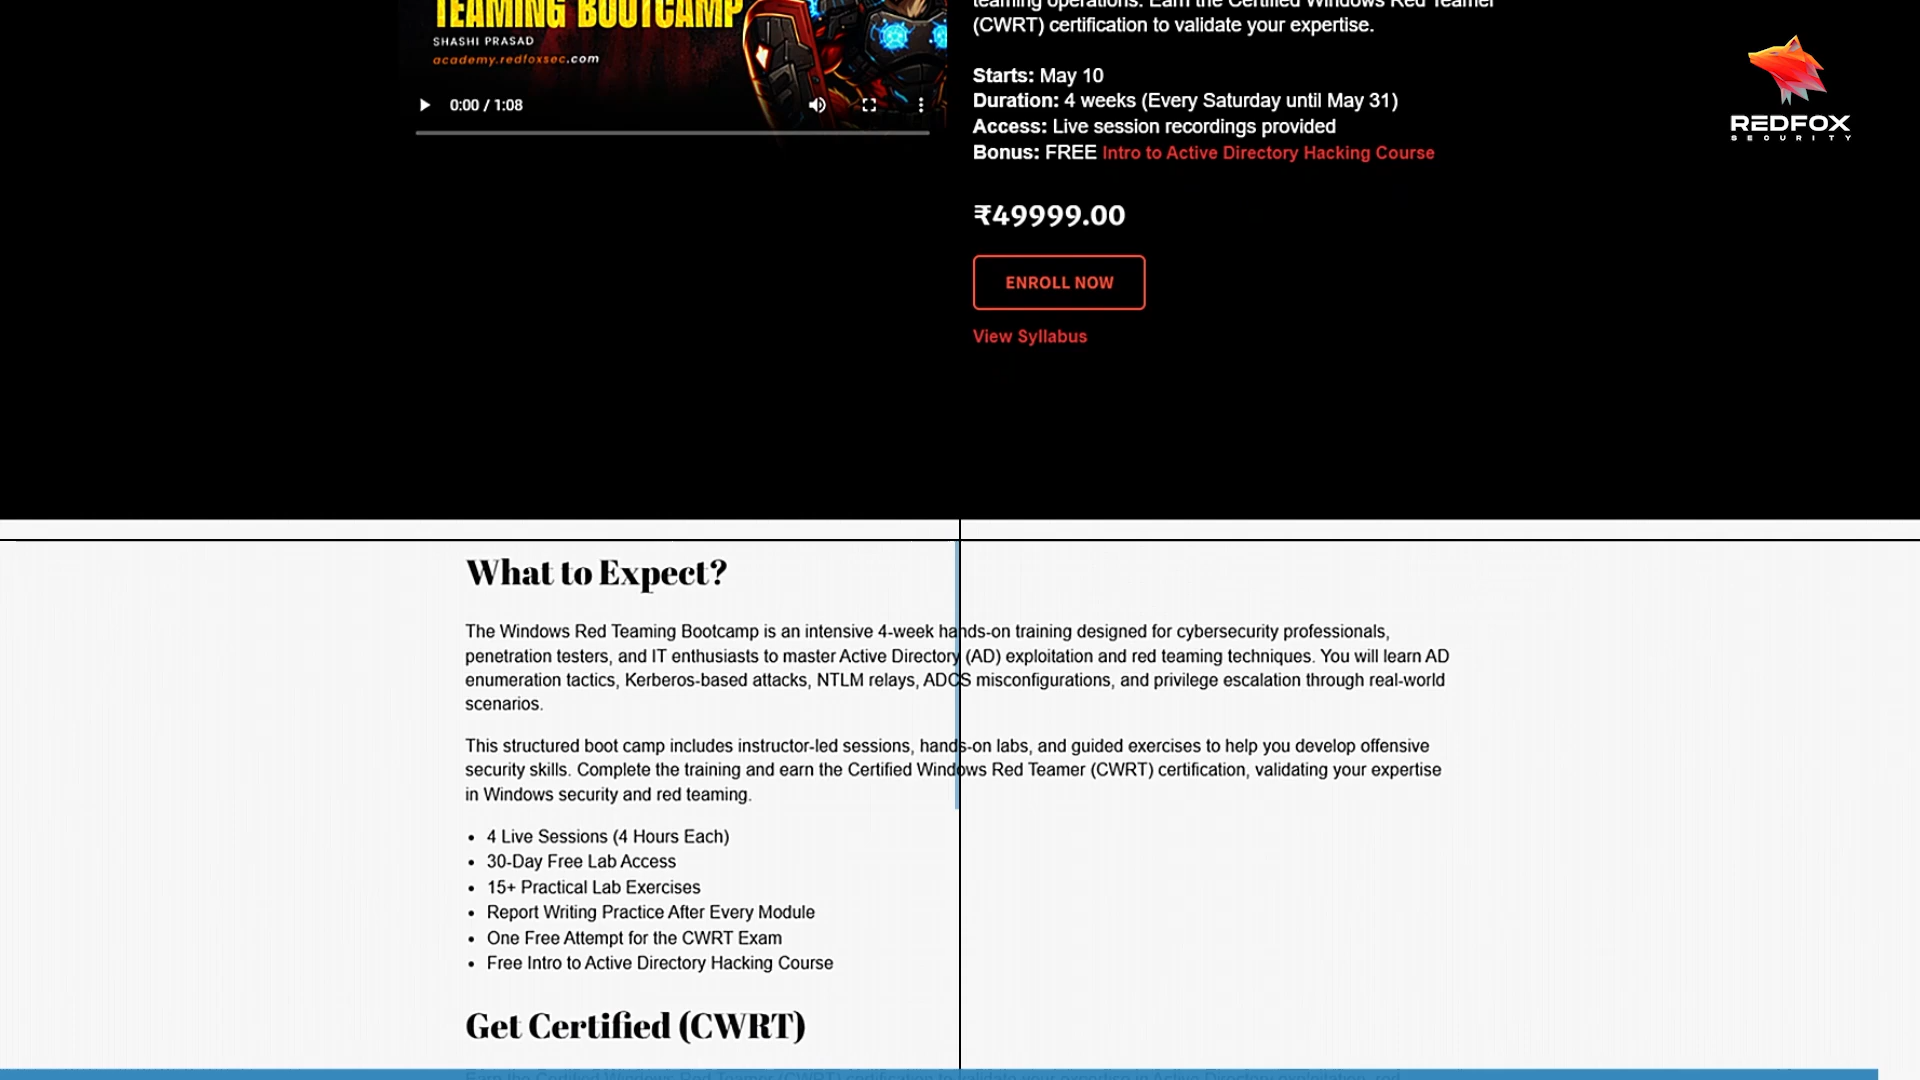 TEAMING BOOTCAMP
SHASHI PRASAD
academy.redfoxsec.com
0:00 / 1:08
teaming operations. Earn the Certified Windows Red Teamer
(CWRT) certification to validate your expertise.
Starts: May 10
Duration: 4 weeks (Every Saturday until May 31)
Access: Live session recordings provided
Bonus: FREE Intro to Active Directory Hacking Course
₹49999.00
ENROLL NOW
View Syllabus
REDFOX
SECURITY
What to Expect?
The Windows Red Teaming Bootcamp is an intensive 4-week hands-on training designed for cybersecurity professionals,
penetration testers, and IT enthusiasts to master Active Directory (AD) exploitation and red teaming techniques. You will learn AD
enumeration tactics, Kerberos-based attacks, NTLM relays, ADCS misconfigurations, and privilege escalation through real-world
scenarios.
This structured boot camp includes instructor-led sessions, hands-on labs, and guided exercises to help you develop offensive
security skills. Complete the training and earn the Certified Windows Red Teamer (CWRT) certification, validating your expertise
in Windows security and red teaming.
• 4 Live Sessions (4 Hours Each)
• 30-Day Free Lab Access
• 15+ Practical Lab Exercises
• Report Writing Practice After Every Module
• One Free Attempt for the CWRT Exam
• Free Intro to Active Directory Hacking Course
Get Certified (CWRT)